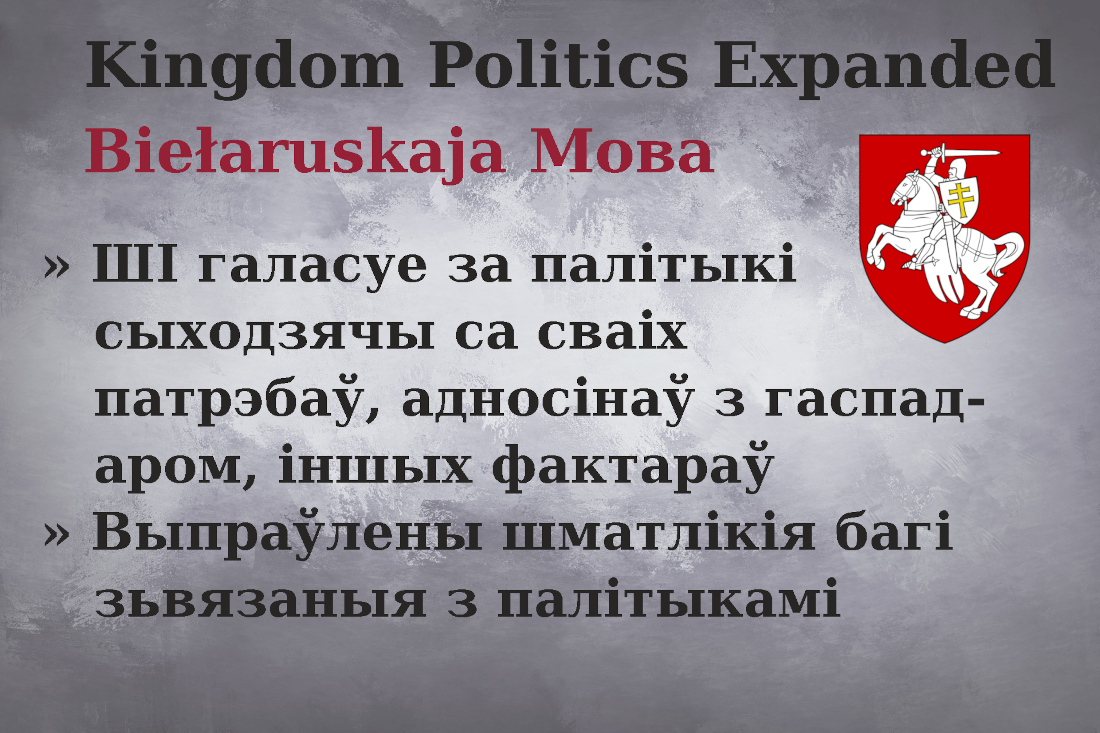 Kingdom Politics Expanded
Biełaruskaja Мова
» ШІ галасуе за палітыкі
сыходзячы са сваіх
патрэбаў, адносінаў з гаспад-
аром, іншых фактараў
» Выпраўлены шматлікія багі
зьвязаныя з палітыкамі